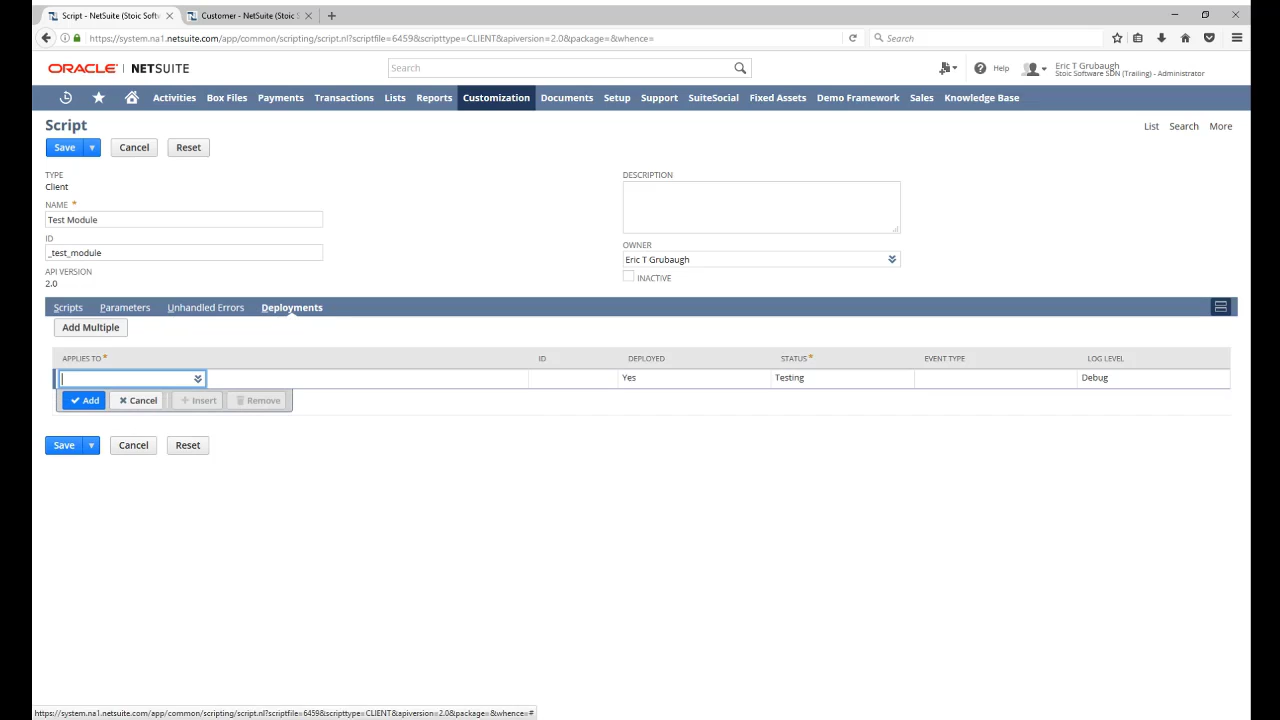 Script - NetSuite (Stoic Softw
Customer - NetSuite (Stoic S
https://system.na1.netsuite.com/app/common/scripting/script.nl?scriptfile=6459&scripttype=CLIENT&apiversion=2.0&package=&whence=
Search
ORACLE | NETSUITE
Search
Help
Eric T Grubaugh
Stoic Software SDN (Trailing) - Administrator
Activities Box Files Payments Transactions Lists Reports Customization Documents Setup Support SuiteSocial Fixed Assets Demo Framework Sales Knowledge Base
Script
List Search More
Save Cancel Reset
TYPE
Client
NAME *
Test Module
ID
_test_module
API VERSION
2.0
DESCRIPTION
OWNER
Eric T Grubaugh
INACTIVE
Scripts Parameters Unhandled Errors Deployments
Add Multiple
APPLIES TO * ID DEPLOYED STATUS * EVENT TYPE LOG LEVEL
Yes Testing Debug
Add Cancel Insert Remove
Save Cancel Reset
https://system.na1.netsuite.com/app/common/scripting/script.nl?scriptfile=6459&scripttype=CLIENT&apiversion=2.0&package=&whence=#